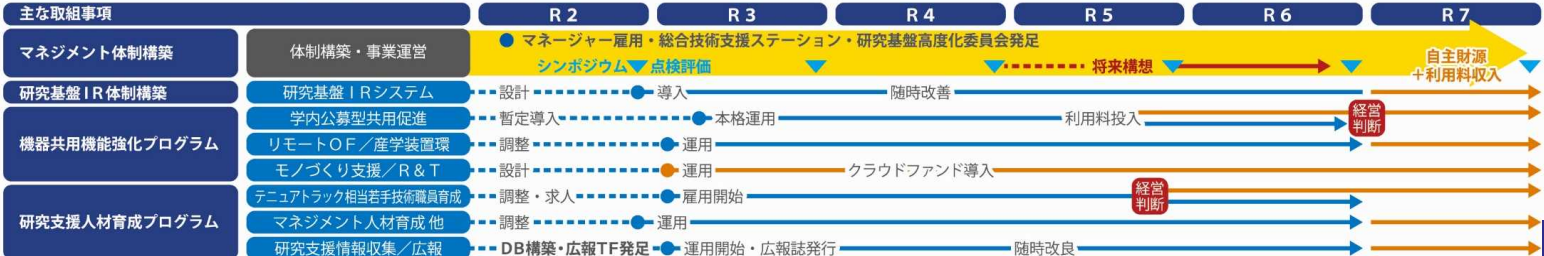 主な取組事項 R 2 R 3 R 4 R 5 R 6 R 7
マネジメント体制構築 体制構築・事業運営 マネージャー雇用・総合技術支援ステーション・研究基盤高度化委員会発足
シンポジウム 点検評価 将来構想
自主財源
＋利用料収入
研究基盤IR体制構築 研究基盤IRシステム 設計 導入 随時改善
機器共用機能強化プログラム
学内公募型共用促進 暫定導入 本格運用 利用料投入 経営
判断
リモートOF／産学装置環 調整 運用
モノづくり支援／R＆T 設計 運用 クラウドファンド導入
研究支援人材育成プログラム
テニュアトラック相当若手技術職員育成 調整・求人 雇用開始 経営
判断
マネジメント人材育成 他 調整 運用
研究支援情報収集／広報 DB構築・広報TF発足 運用開始・広報誌発行 随時改良